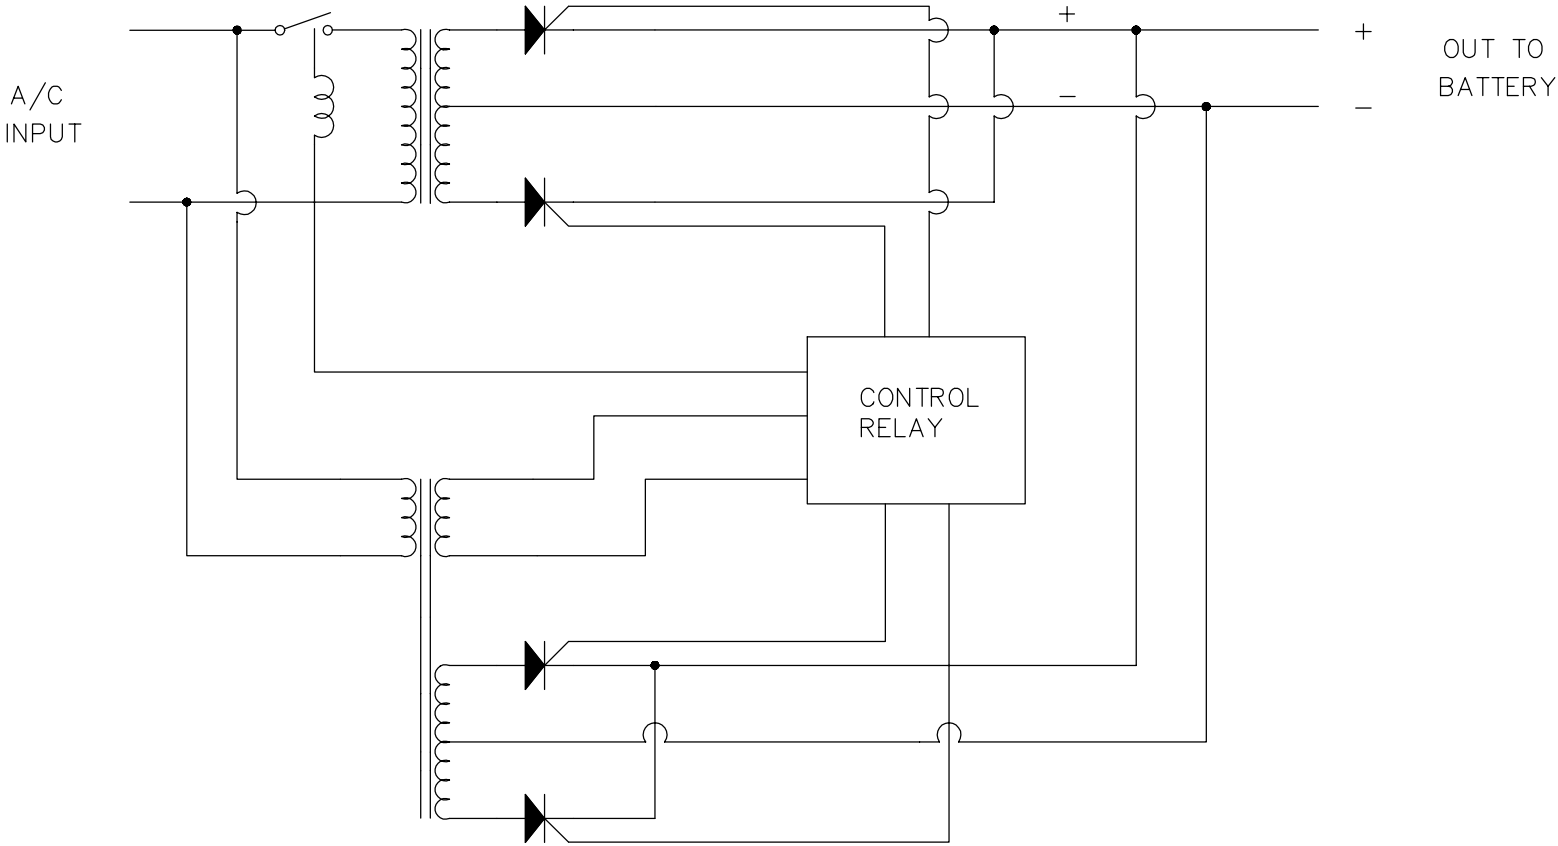 +
+
OUT TO
BATTERY
−
−
A/C
INPUT
CONTROL
RELAY